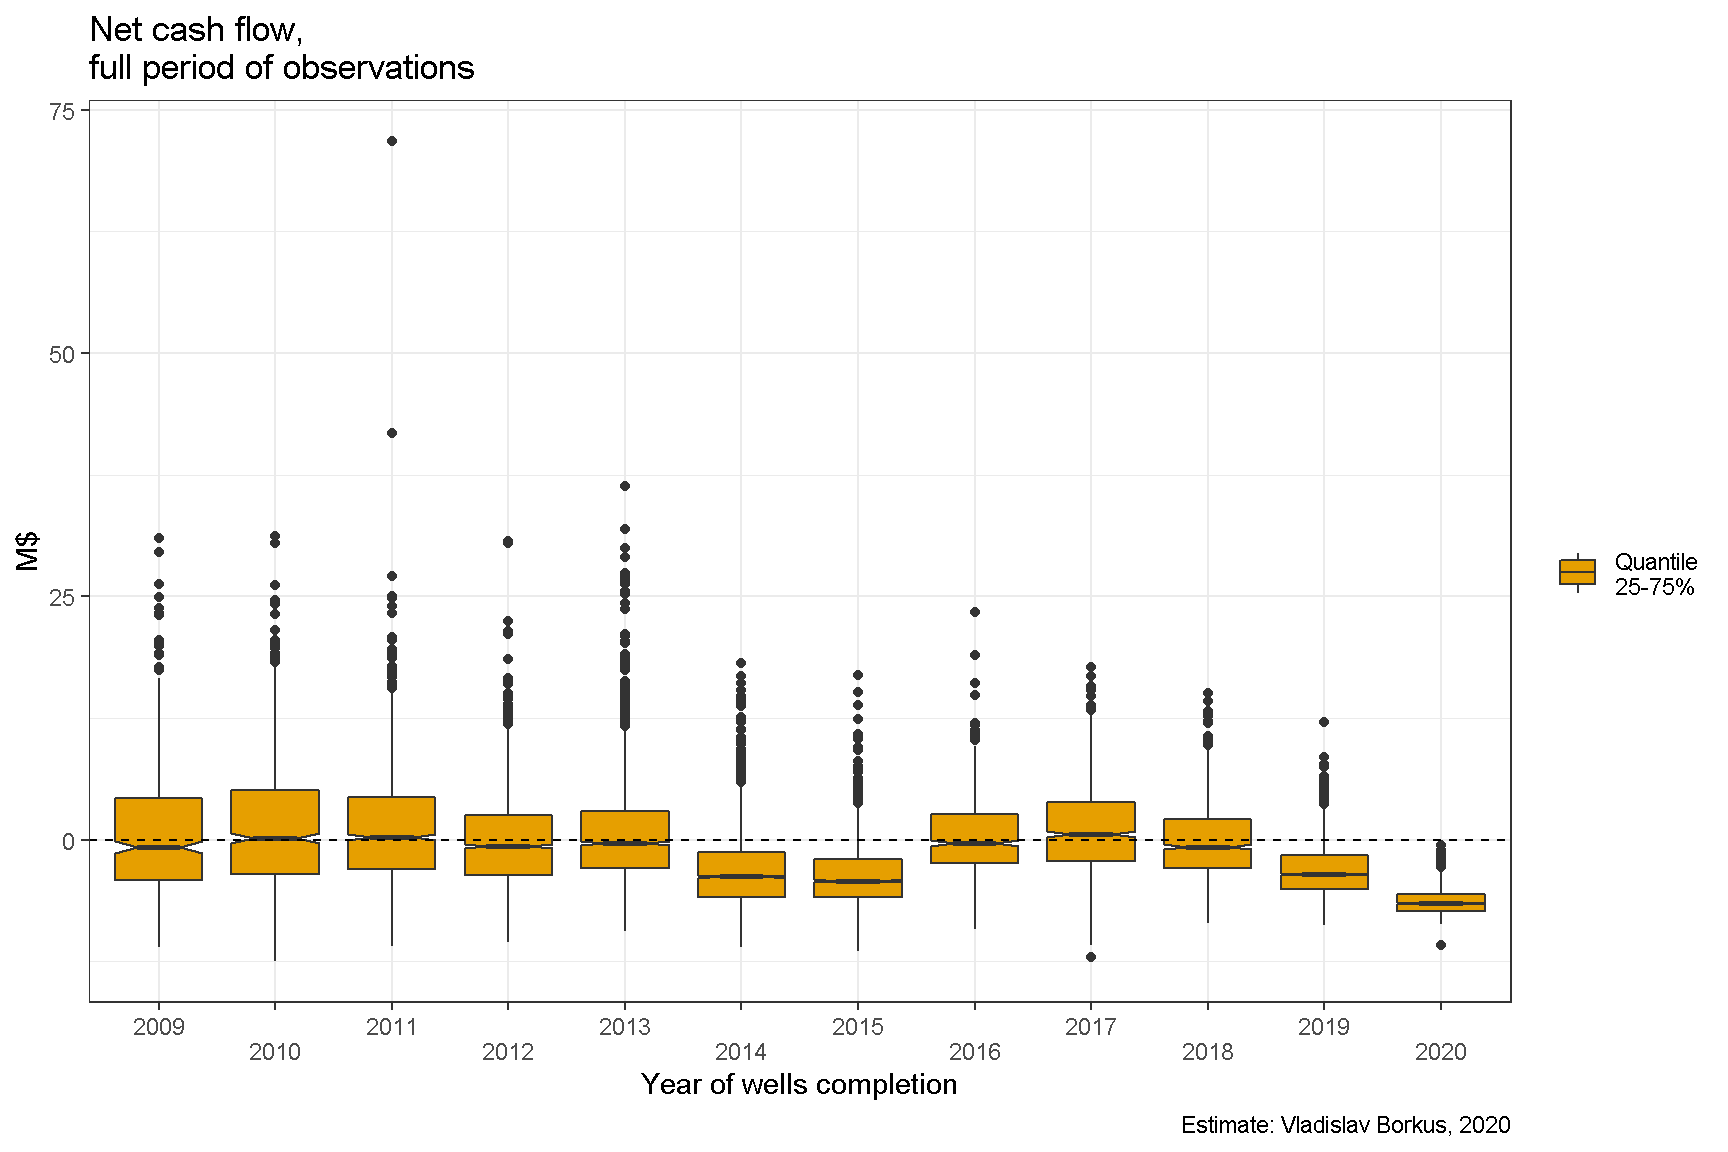 Net cash flow,
full period of observations
75
50
25
0
M$
2009
2010
2011
2012
2013
2014
2015
2016
2017
2018
2019
2020
Year of wells completion
Quantile
25-75%
Estimate: Vladislav Borkus, 2020